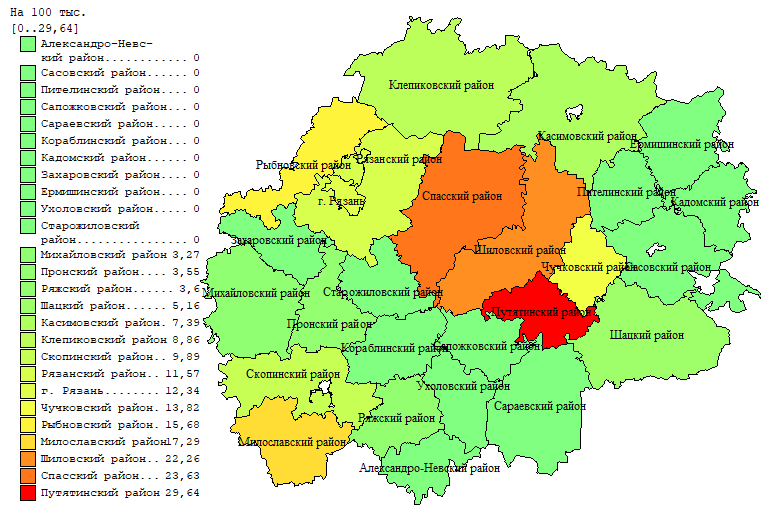 На 100 тыс.
[0..29,64]
Александро-Невс-
кий район............ 0
Сасовский район...... 0
Пителинский район.... 0
Сапожковский район... 0
Сараевский район..... 0
Кораблинский район... 0
Кадомский район...... 0
Захаровский район.... 0
Ермишинский район.... 0
Ухоловский район..... 0
Старожиловский
район................ 0
Михайловский район 3,27
Пронский район.... 3,55
Ряжский район...... 3,6
Шацкий район...... 5,16
Касимовский район. 7,39
Клепиковский район 8,86
Скопинский район.. 9,89
Рязанский район.. 11,57
г. Рязань........ 12,34
Чучковский район. 13,82
Рыбновский район. 15,68
Милославский район17,29
Шиловский район.. 22,26
Спасский район... 23,63
Путятинский район 29,64
Клепиковский район
Касимовский район
Ермишинский район
Рыбновский район
Рязанский район
Спасский район
Пителинский район
г. Рязань
Кадомский район
Захаровский район
Шиловский район
Чучковский район
Сасовский район
Михайловский район
Старожиловский район
Путятинский район
Пронский район
Шацкий район
Кораблинский район
Сапожковский район
Скопинский район
Ухоловский район
Сараевский район
Ряжский район
Милославский район
Александро-Невский район